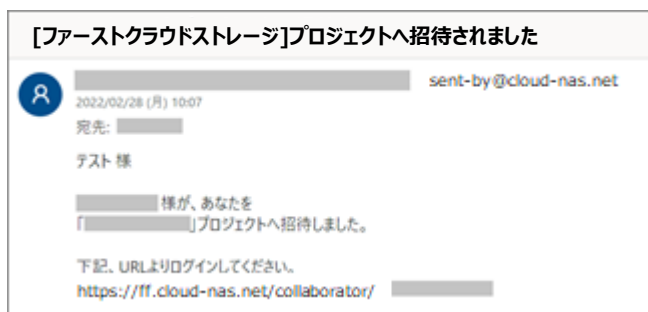 [ファーストクラウドストレージ]プロジェクトへ招待されました
sent-by@cloud-nas.net
2022/02/28 (月) 10:07
宛先:
テスト 様
様が、あなたを
「 」プロジェクトへ招待しました。
下記、URLよりログインしてください。
https://ff.cloud-nas.net/collaborator/